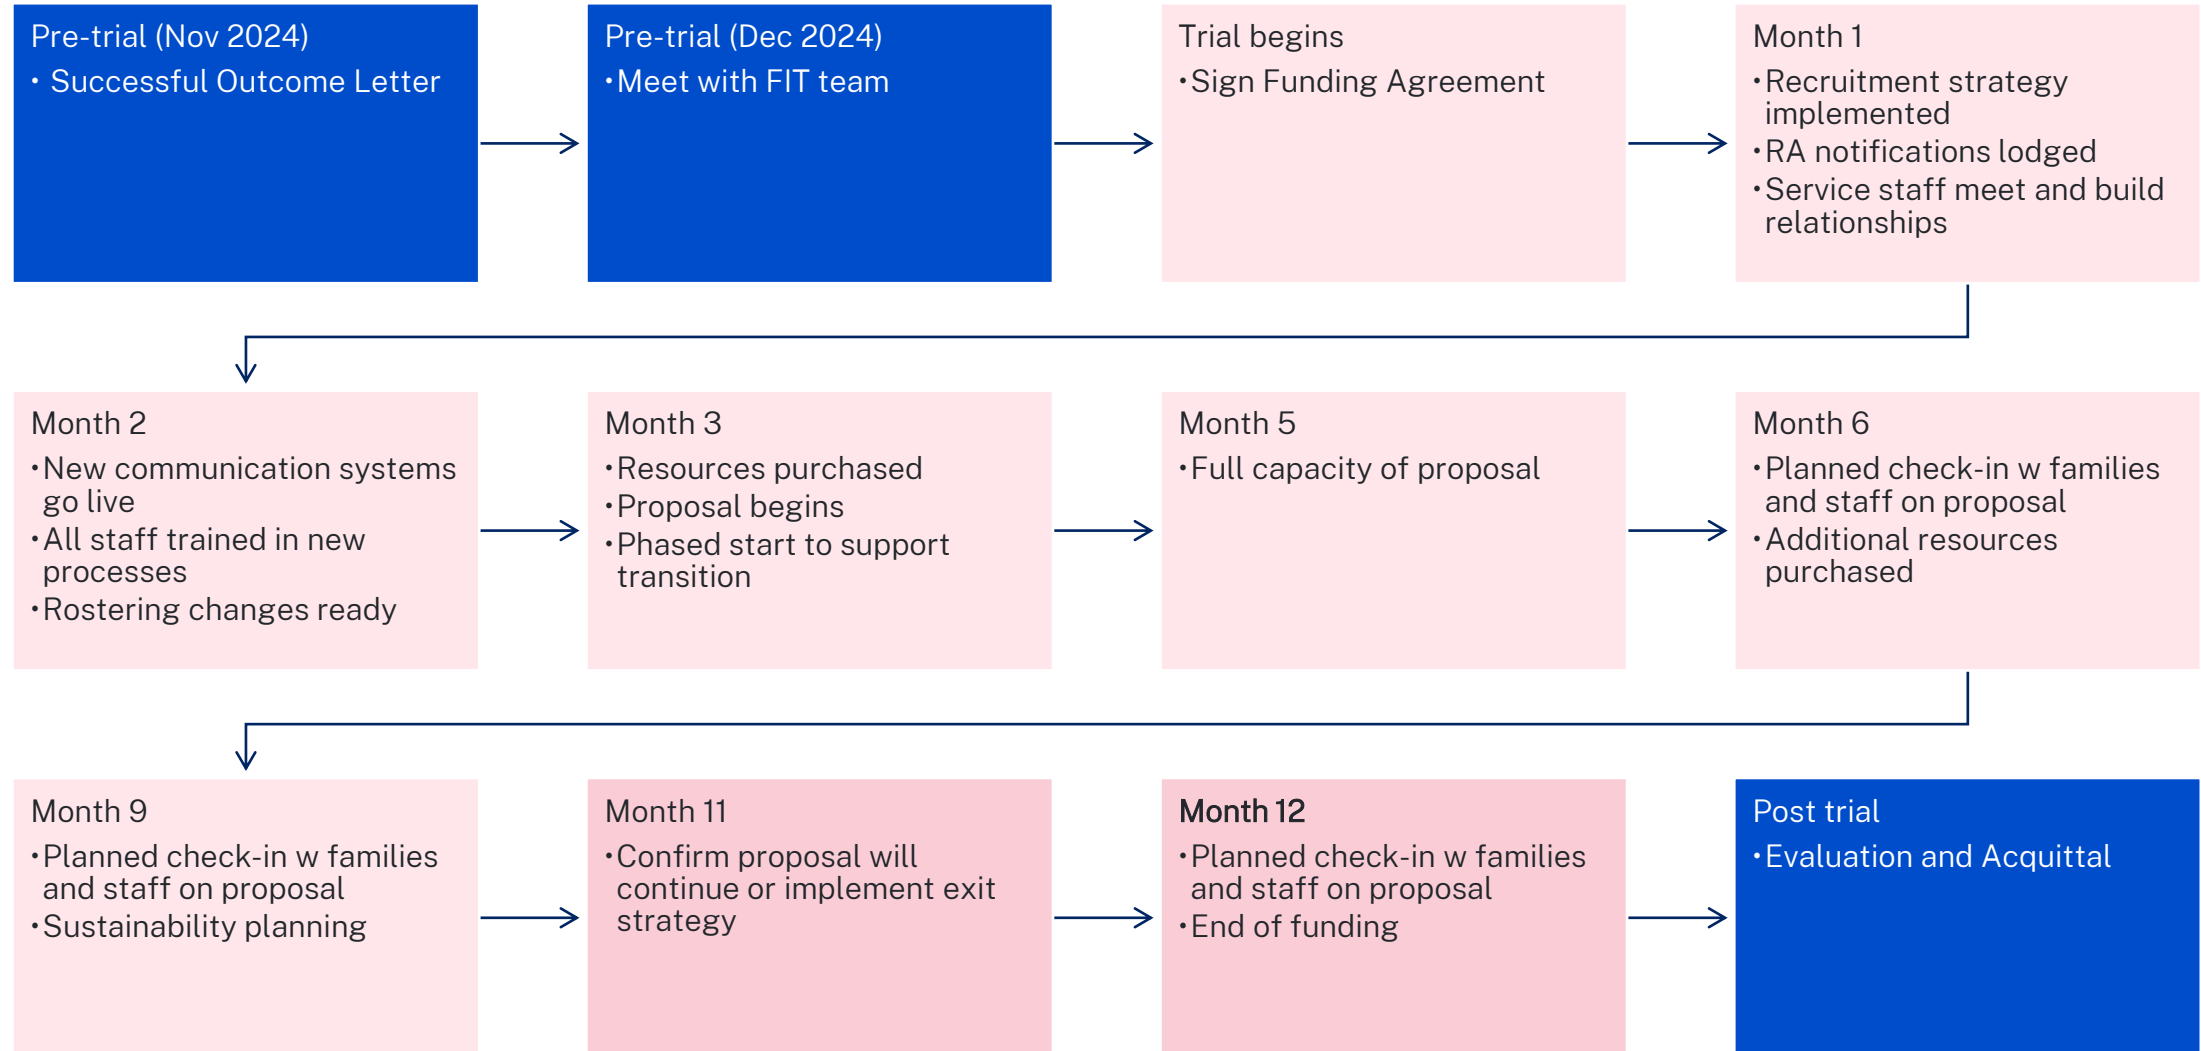 Pre-trial (Nov 2024)
• Successful Outcome Letter
Pre-trial (Dec 2024)
•Meet with FIT team
Trial begins
•Sign Funding Agreement
Month 1
•Recruitment strategy
implemented
•RA notifications lodged
•Service staff meet and build
relationships
Month 2
•New communication systems
go live
•All staff trained in new
processes
•Rostering changes ready
Month 3
•Resources purchased
•Proposal begins
•Phased start to support
transition
Month 5
•Full capacity of proposal
Month 6
•Planned check-in w families
and staff on proposal
•Additional resources
purchased
Month 9
•Planned check-in w families
and staff on proposal
•Sustainability planning
Month 11
•Confirm proposal will
continue or implement exit
strategy
Month 12
•Planned check-in w families
and staff on proposal
•End of funding
Post trial
•Evaluation and Acquittal